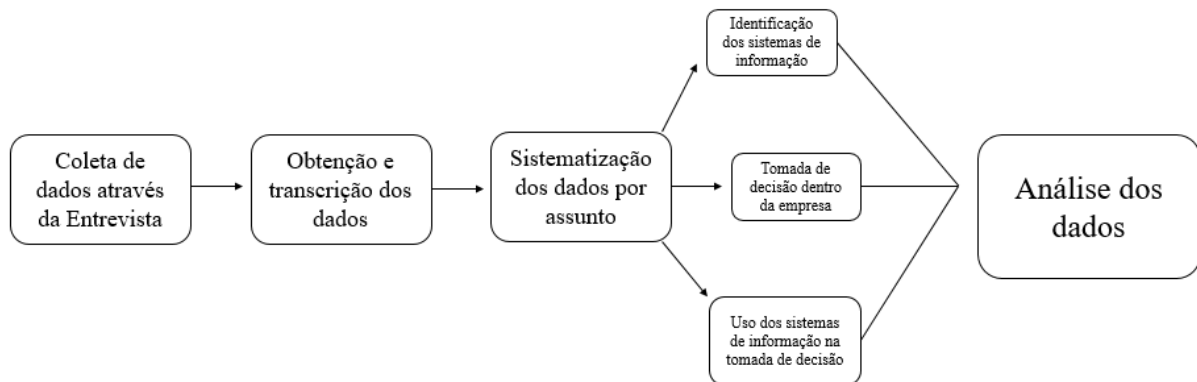 Coleta de
dados através
da Entrevista
Obtenção e
transcrição dos
dados
Sistematização
dos dados por
assunto
Identificação
dos sistemas de
informação
Tomada de
decisão dentro
da empresa
Uso dos sistemas
de informação na
tomada de decisão
Análise dos
dados